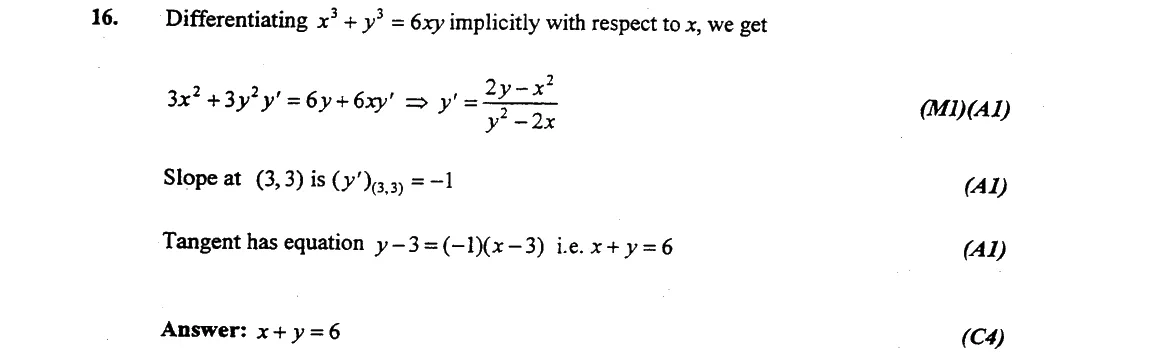 16. Differentiating x³ + y³ = 6xy implicitly with respect to x, we get
3x² + 3y² y′ = 6y + 6xy′ ⇒ y′ = (2y − x²)/(y² − 2x) (M1)(A1)
Slope at (3, 3) is (y′)₍₃,₃₎ = −1 (A1)
Tangent has equation y − 3 = (−1)(x − 3) i.e. x + y = 6 (A1)
Answer: x + y = 6 (C4)